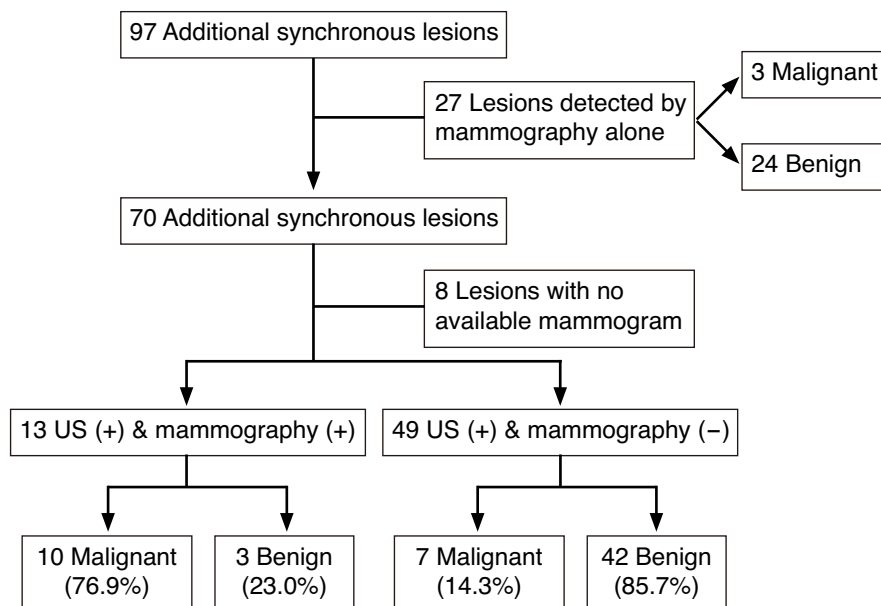 97 Additional synchronous lesions
3 Malignant
27 Lesions detected by
mammography alone
24 Benign
70 Additional synchronous lesions
8 Lesions with no
available mammogram
13 US (+) & mammography (+)
49 US (+) & mammography (−)
10 Malignant
(76.9%)
3 Benign
(23.0%)
7 Malignant
(14.3%)
42 Benign
(85.7%)